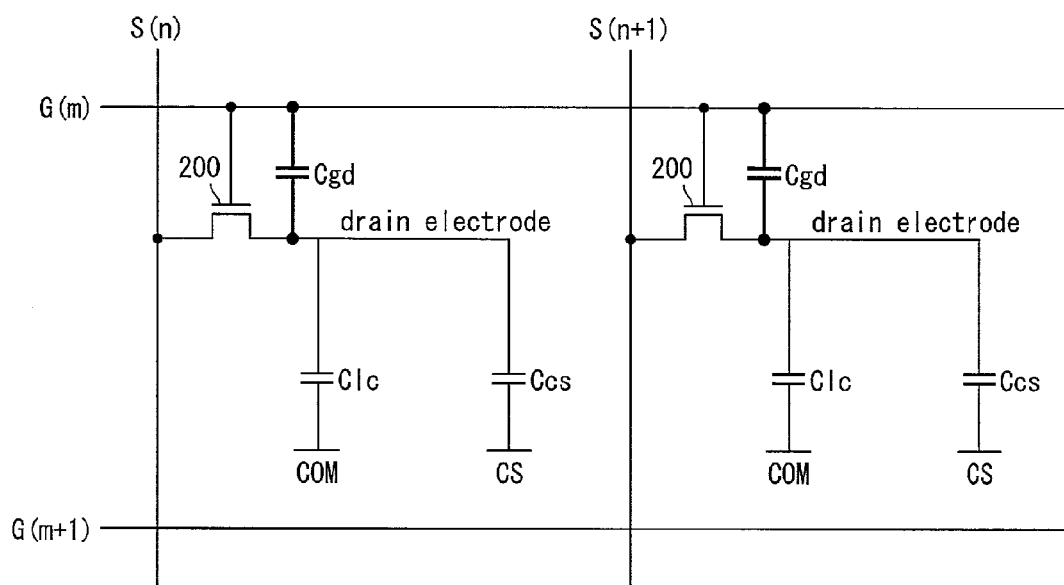 S(n)
S(n+1)
G(m)
200
Cgd
200
Cgd
drain electrode
drain electrode
Clc
Ccs
Clc
Ccs
COM
CS
COM
CS
G(m+1)